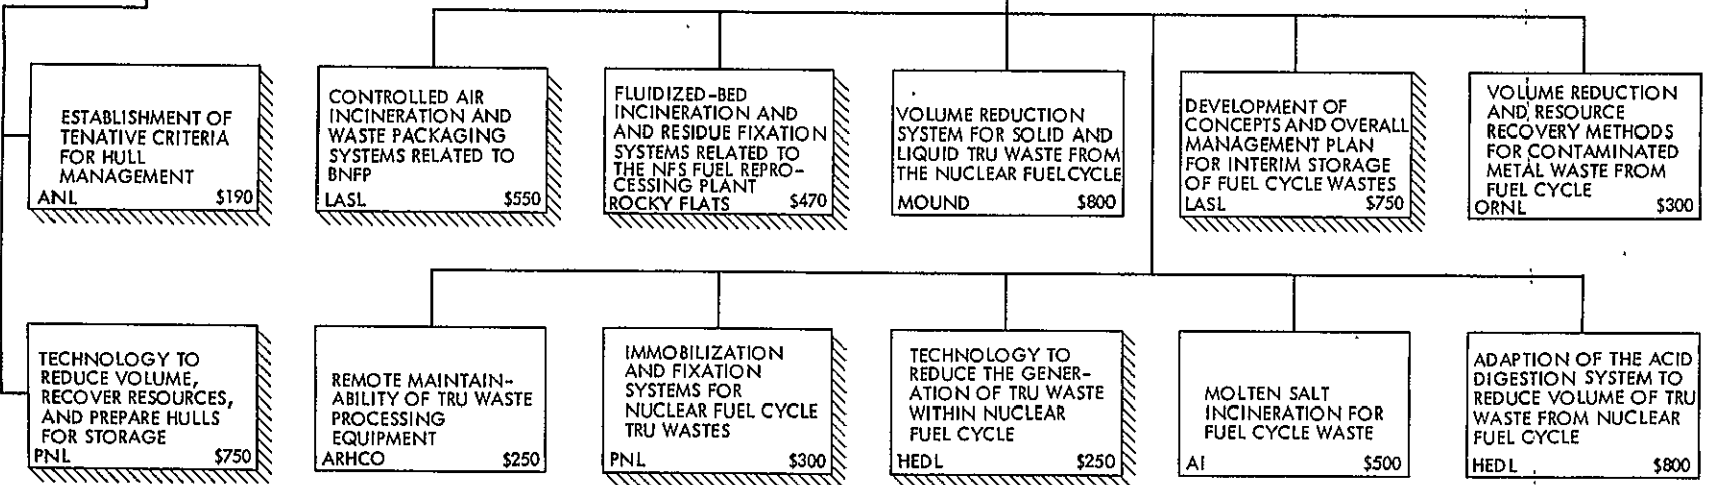 ESTABLISHMENT OF
TENATIVE CRITERIA
FOR HULL
MANAGEMENT
ANL $190
CONTROLLED AIR
INCINERATION AND
WASTE PACKAGING
SYSTEMS RELATED TO
BNFP
LASL $550
FLUIDIZED-BED
INCINERATION AND
AND RESIDUE FIXATION
SYSTEMS RELATED TO
THE NFS FUEL REPRO-
CESSING PLANT
ROCKY FLATS $470
VOLUME REDUCTION
SYSTEM FOR SOLID AND
LIQUID TRU WASTE FROM
THE NUCLEAR FUEL CYCLE
MOUND $800
DEVELOPMENT OF
CONCEPTS AND OVERALL
MANAGEMENT PLAN
FOR INTERIM STORAGE
OF FUEL CYCLE WASTES
LASL $750
VOLUME REDUCTION
AND RESOURCE
RECOVERY METHODS
FOR CONTAMINATED
METAL WASTE FROM
FUEL CYCLE
ORNL $300
TECHNOLOGY TO
REDUCE VOLUME,
RECOVER RESOURCES,
AND PREPARE HULLS
FOR STORAGE
PNL $750
REMOTE MAINTAIN-
ABILITY OF TRU WASTE
PROCESSING
EQUIPMENT
ARHCO $250
IMMOBILIZATION
AND FIXATION
SYSTEMS FOR
NUCLEAR FUEL CYCLE
TRU WASTES
PNL $300
TECHNOLOGY TO
REDUCE THE GENER-
ATION OF TRU WASTE
WITHIN NUCLEAR
FUEL CYCLE
HEDL $250
MOLTEN SALT
INCINERATION FOR
FUEL CYCLE WASTE
AI $500
ADAPTION OF THE ACID
DIGESTION SYSTEM TO
REDUCE VOLUME OF TRU
WASTE FROM NUCLEAR
FUEL CYCLE
HEDL $800